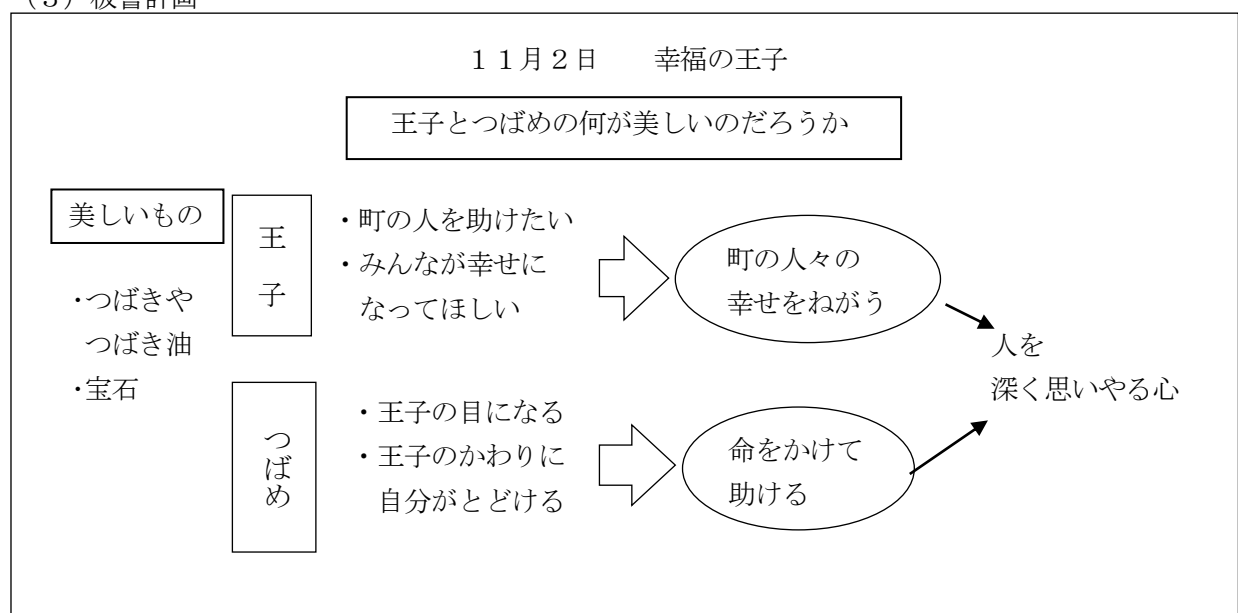 （３）板書計画
１１月２日　　幸福の王子
王子とつばめの何が美しいのだろうか
美しいもの
・つばきや
つばき油
・宝石
王子
・町の人を助けたい
・みんなが幸せに
なってほしい
町の人々の
幸せをねがう
つばめ
・王子の目になる
・王子のかわりに
自分がとどける
命をかけて
助ける
人を
深く思いやる心